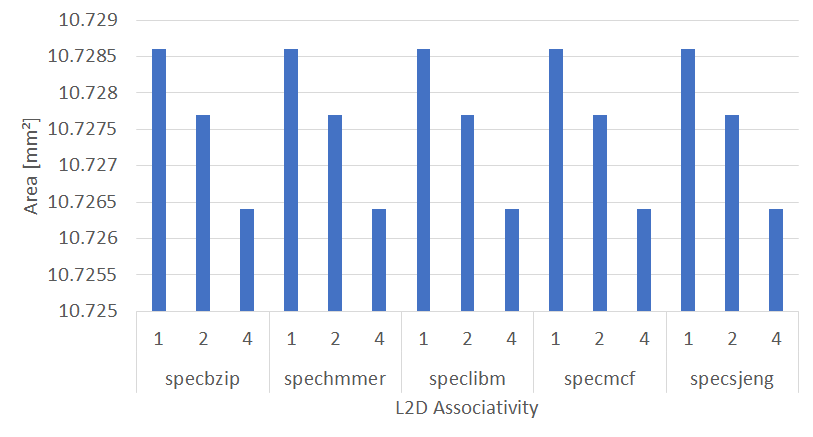 10.729
10.7285
10.728
10.7275
10.727
10.7265
10.726
10.7255
10.725
Area [mm²]
1 2 4 1 2 4 1 2 4 1 2 4 1 2 4
specbzip spechmmer speclibm specmcf specsjeng
L2D Associativity